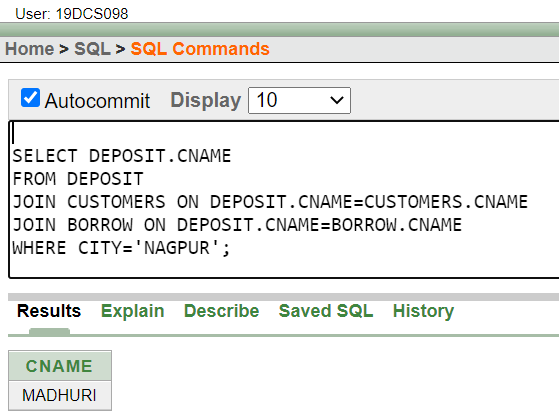 User: 19DCS098
Home > SQL > SQL Commands
Autocommit Display 10
SELECT DEPOSIT.CNAME
FROM DEPOSIT
JOIN CUSTOMERS ON DEPOSIT.CNAME=CUSTOMERS.CNAME
JOIN BORROW ON DEPOSIT.CNAME=BORROW.CNAME
WHERE CITY='NAGPUR';
Results Explain Describe Saved SQL History
CNAME
MADHURI